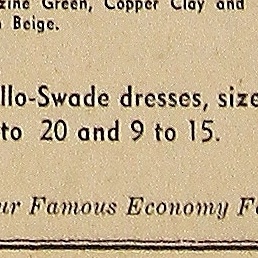 zine Green, Copper Clay and
Beige.
llo-Swade dresses, size
to 20 and 9 to 15.
ur Famous Economy F